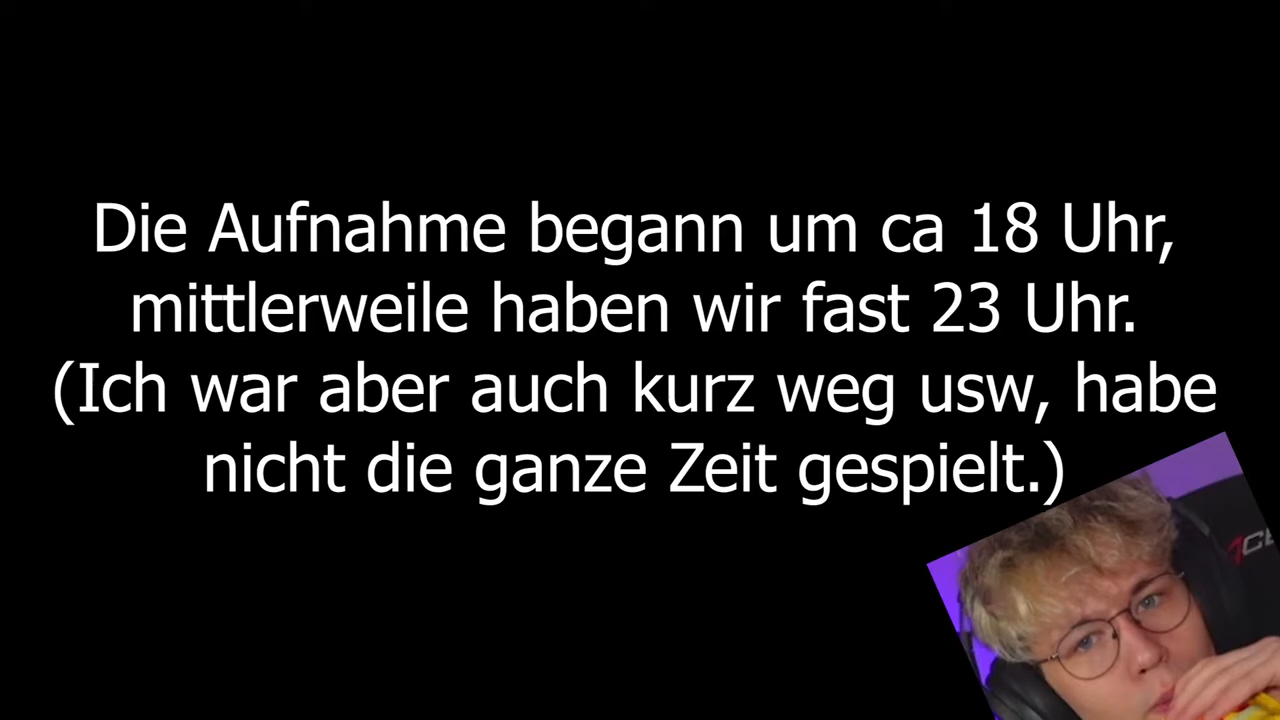 Die Aufnahme begann um ca 18 Uhr,
mittlerweile haben wir fast 23 Uhr.
(Ich war aber auch kurz weg usw, habe
nicht die ganze Zeit gespielt.)